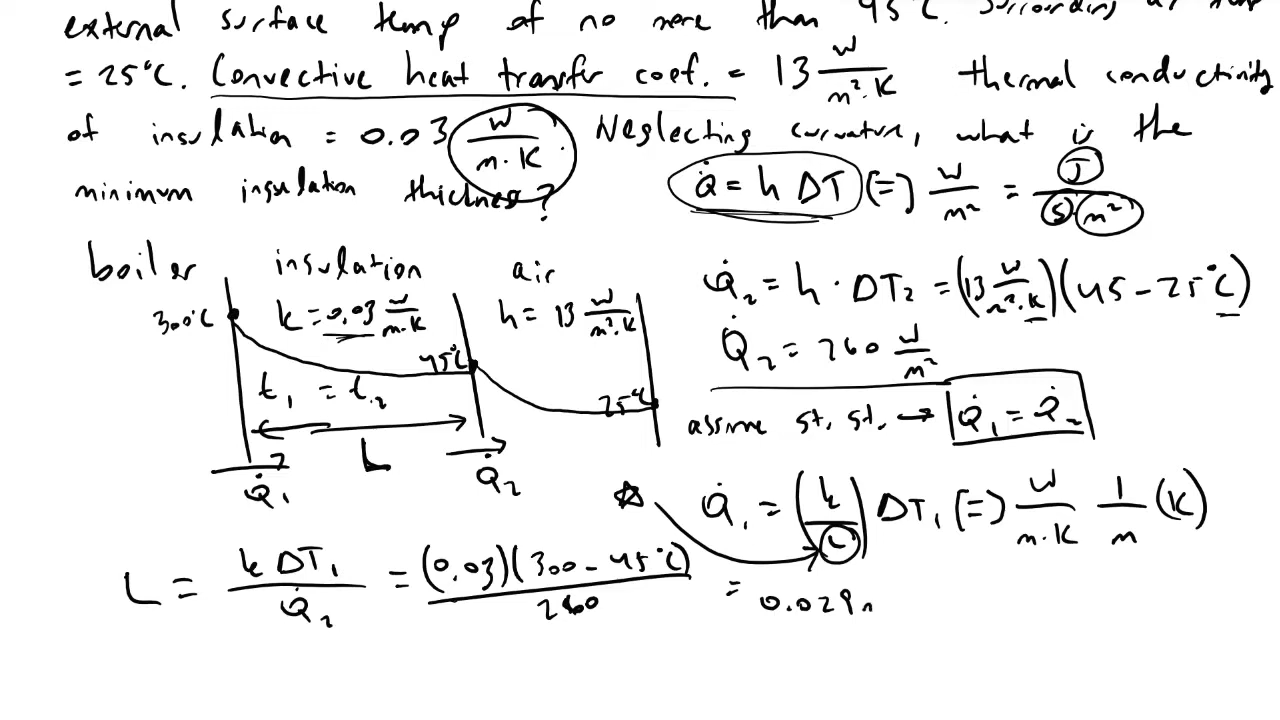 external surface temp of no more than 45°C. Surrounding air temp
= 25°C. Convective heat transfer coef. = 13 W/m²·K thermal conductivity
of insulation = 0.03 W/m·K. Neglecting curvature, what is the
minimum insulation thickness?
Q̇ = h ΔT [=] W/m² = J/s·m²
boiler insulation air
300°C k = 0.03 W/m·K h = 13 W/m²·K
45°C
t₁ = t₂ 25°C
L
Q̇₁ Q̇₂
Q̇₂ = h · ΔT₂ = (13 W/m²·K)(45 - 25°C)
Q̇₂ = 260 W/m²
assume st. st. → Q̇₁ = Q̇₂
☆ Q̇₁ = (k/L) ΔT₁ [=] W/m·K 1/m (K)
L = k ΔT₁/Q̇₂ = (0.03)(300 - 45°C)/260 = 0.029m